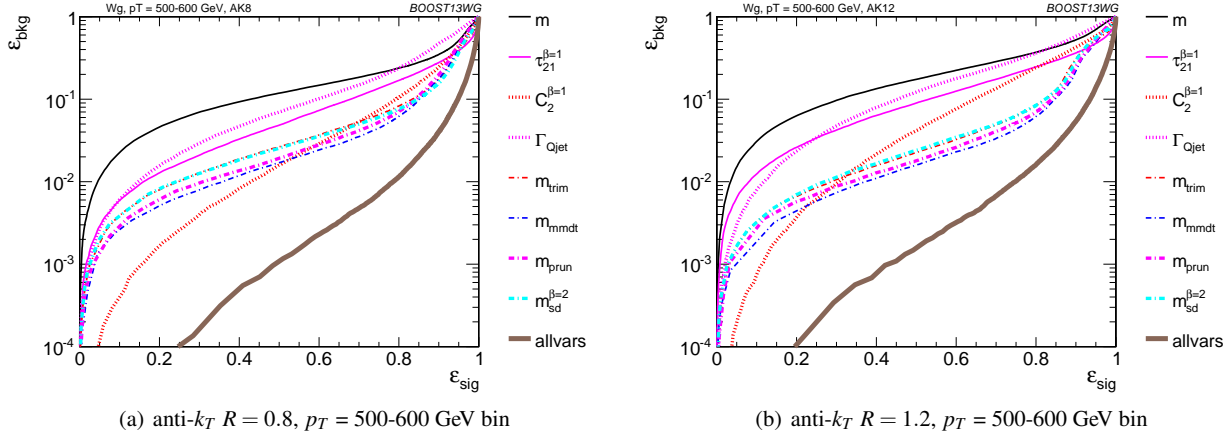 Wg, pT = 500-600 GeV, AK8
BOOST13WG
ε_bkg
1
10^-1
10^-2
10^-3
10^-4
0
0.2
0.4
0.6
0.8
1
ε_sig
m
τ_21^β=1
C_2^β=1
Γ_Qjet
m_trim
m_mmdt
m_prun
m_sd^β=2
allvars
(a) anti-k_T R = 0.8, p_T = 500-600 GeV bin
Wg, pT = 500-600 GeV, AK12
BOOST13WG
ε_bkg
1
10^-1
10^-2
10^-3
10^-4
0
0.2
0.4
0.6
0.8
1
ε_sig
m
τ_21^β=1
C_2^β=1
Γ_Qjet
m_trim
m_mmdt
m_prun
m_sd^β=2
allvars
(b) anti-k_T R = 1.2, p_T = 500-600 GeV bin